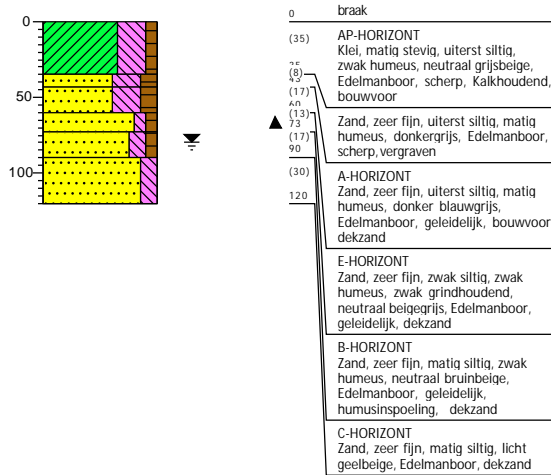 0
50
100
0
(35)
35
(8)
43
(17)
60
(13)
73
(17)
90
(30)
120
braak
AP-HORIZONT
Klei, matig stevig, uiterst siltig,
zwak humeus, neutraal grijsbeige,
Edelmanboor, scherp, Kalkhoudend,
bouwvoor
Zand, zeer fijn, uiterst siltig, matig
humeus, donkergrijs, Edelmanboor,
scherp,vergraven
A-HORIZONT
Zand, zeer fijn, uiterst siltig, matig
humeus, donker blauwgrijs,
Edelmanboor, geleidelijk, bouwvoor
dekzand
E-HORIZONT
Zand, zeer fijn, zwak siltig, zwak
humeus, zwak grindhoudend,
neutraal beigegrijs, Edelmanboor,
geleidelijk, dekzand
B-HORIZONT
Zand, zeer fijn, matig siltig, zwak
humeus, neutraal bruinbeige,
Edelmanboor, geleidelijk,
humusinspoeling, dekzand
C-HORIZONT
Zand, zeer fijn, matig siltig, licht
geelbeige, Edelmanboor, dekzand